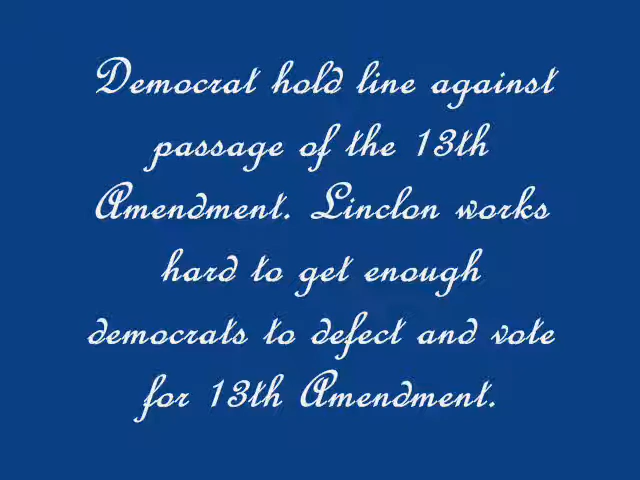 Democrat hold line against
passage of the 13th
Amendment. Linclon works
hard to get enough
democrats to defect and vote
for 13th Amendment.